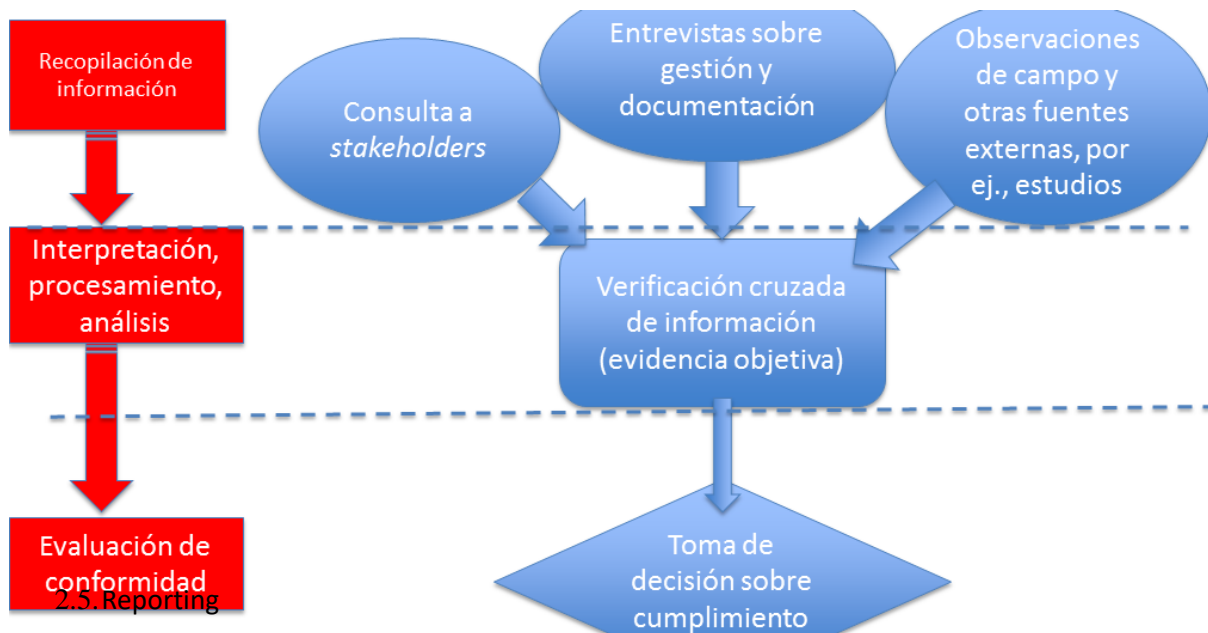 Recopilación de
información
Consulta a
stakeholders
Entrevistas sobre
gestión y
documentación
Observaciones
de campo y
otras fuentes
externas, por
ej., estudios
Interpretación,
procesamiento,
análisis
Verificación cruzada
de información
(evidencia objetiva)
Evaluación de
conformidad
2.5. Reporting
Toma de
decisión sobre
cumplimiento